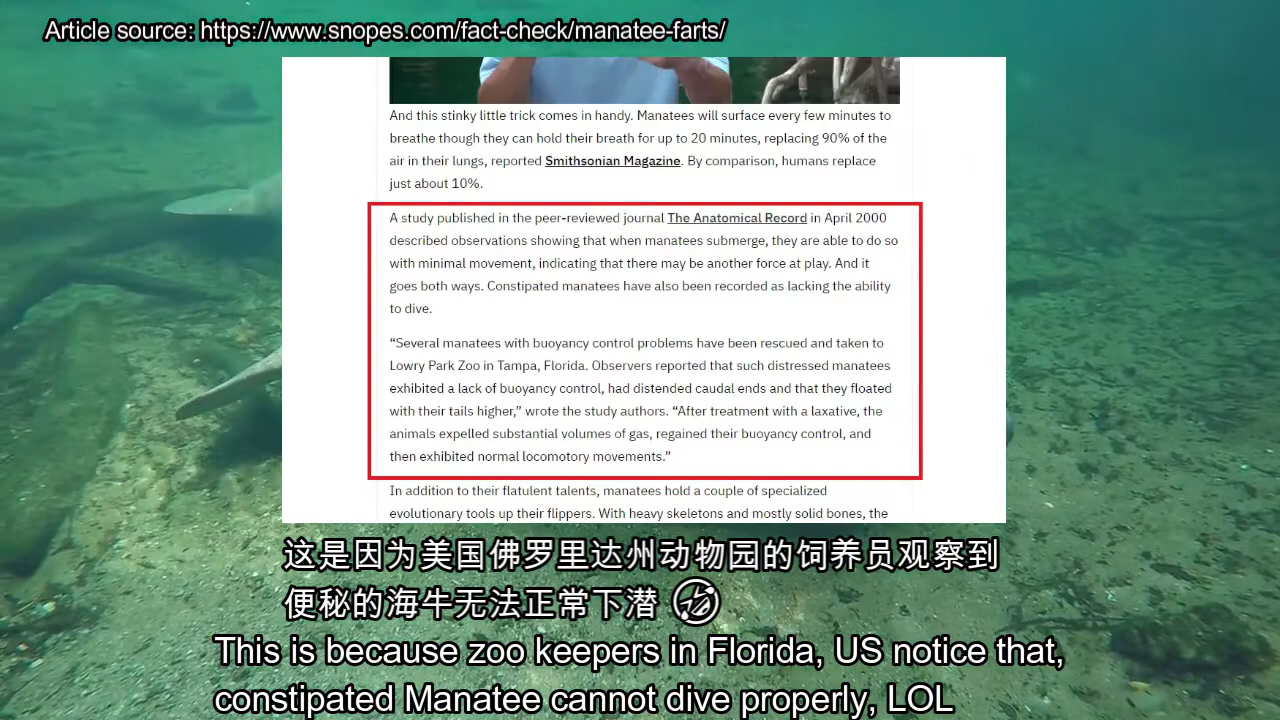 Article source: https://www.snopes.com/fact-check/manatee-farts/
And this stinky little trick comes in handy. Manatees will surface every few minutes to
breathe though they can hold their breath for up to 20 minutes, replacing 90% of the
air in their lungs, reported Smithsonian Magazine. By comparison, humans replace
just about 10%.
A study published in the peer-reviewed journal The Anatomical Record in April 2000
described observations showing that when manatees submerge, they are able to do so
with minimal movement, indicating that there may be another force at play. And it
goes both ways. Constipated manatees have also been recorded as lacking the ability
to dive.
“Several manatees with buoyancy control problems have been rescued and taken to
Lowry Park Zoo in Tampa, Florida. Observers reported that such distressed manatees
exhibited a lack of buoyancy control, had distended caudal ends and that they floated
with their tails higher,” wrote the study authors. “After treatment with a laxative, the
animals expelled substantial volumes of gas, regained their buoyancy control, and
then exhibited normal locomotory movements.”
In addition to their flatulent talents, manatees hold a couple of specialized
evolutionary tools up their flippers. With heavy skeletons and mostly solid bones, the
这是因为美国佛罗里达州动物园的饲养员观察到
便秘的海牛无法正常下潜 🤣
This is because zoo keepers in Florida, US notice that,
constipated Manatee cannot dive properly, LOL